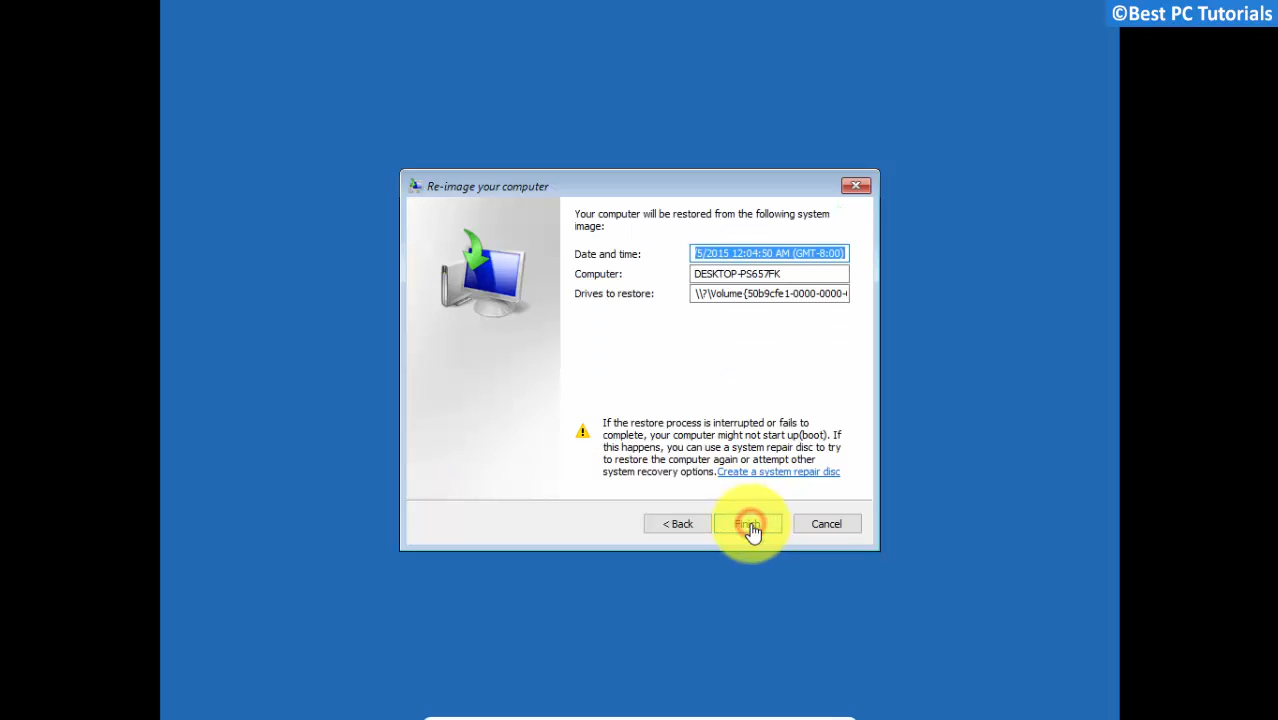 ©Best PC Tutorials
Re-image your computer
Your computer will be restored from the following system
image:
Date and time: /5/2015 12:04:50 AM (GMT-8:00)
Computer: DESKTOP-PS657FK
Drives to restore: \\?\Volume{50b9cfe1-0000-0000-
If the restore process is interrupted or fails to
complete, your computer might not start up(boot). If
this happens, you can use a system repair disc to try
to restore the computer again or attempt other
system recovery options.Create a system repair disc
< Back Finish Cancel